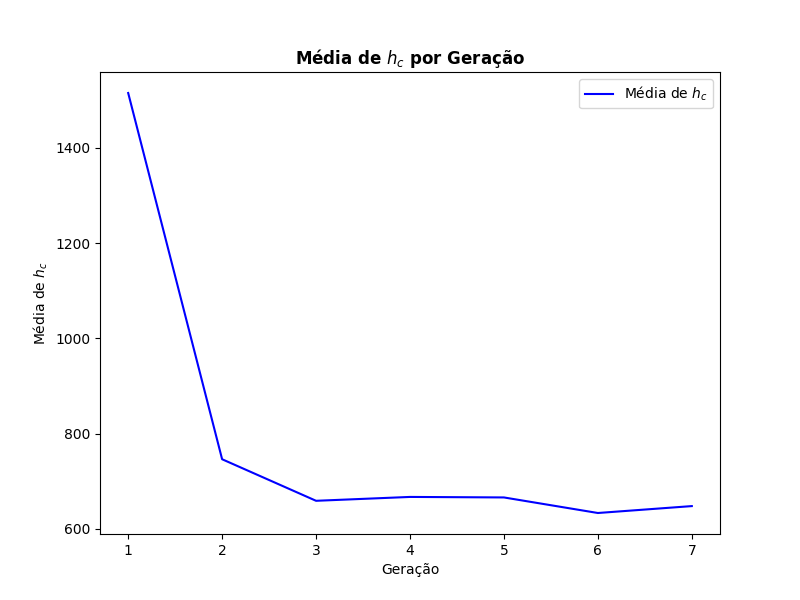 Média de $h_c$ por Geração
Média de $h_c$
1400
1200
1000
800
600
Média de $h_c$
1 2 3 4 5 6 7
Geração